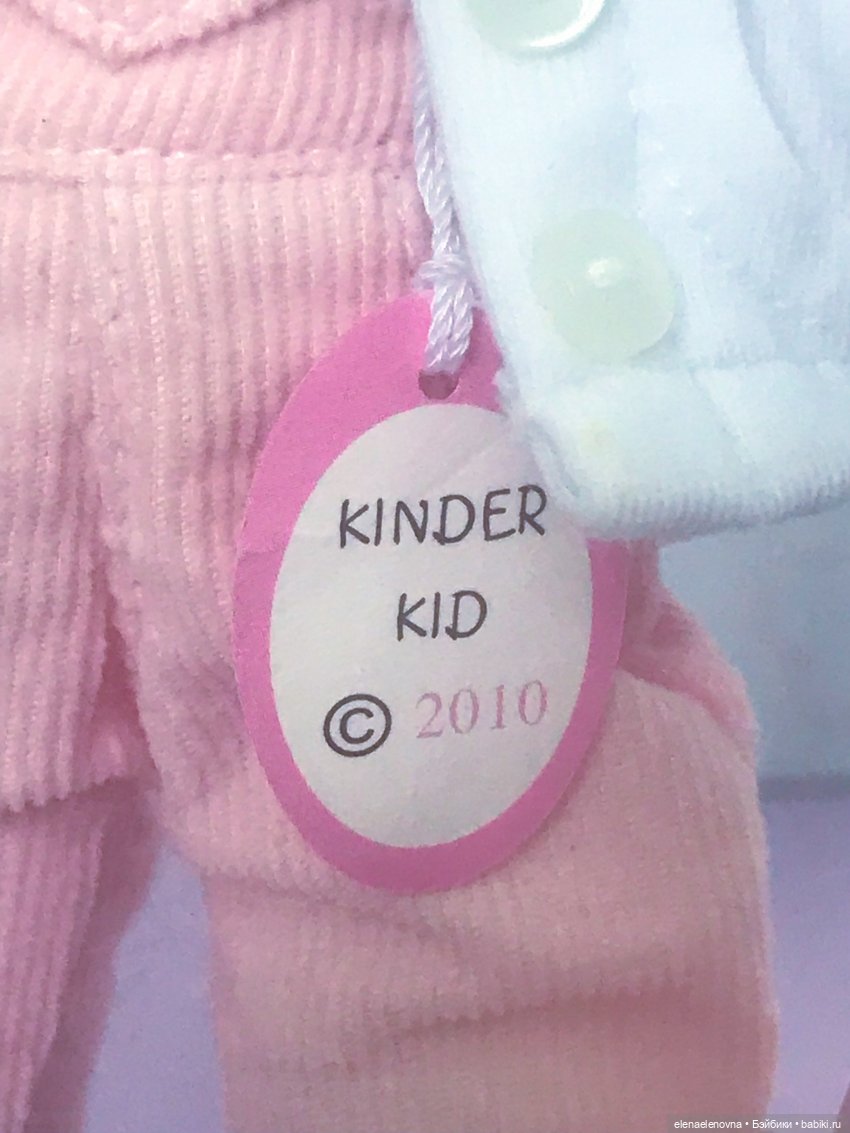 KINDER
KID
© 2010
elenaelenovna • Бэйбики • babiki.ru